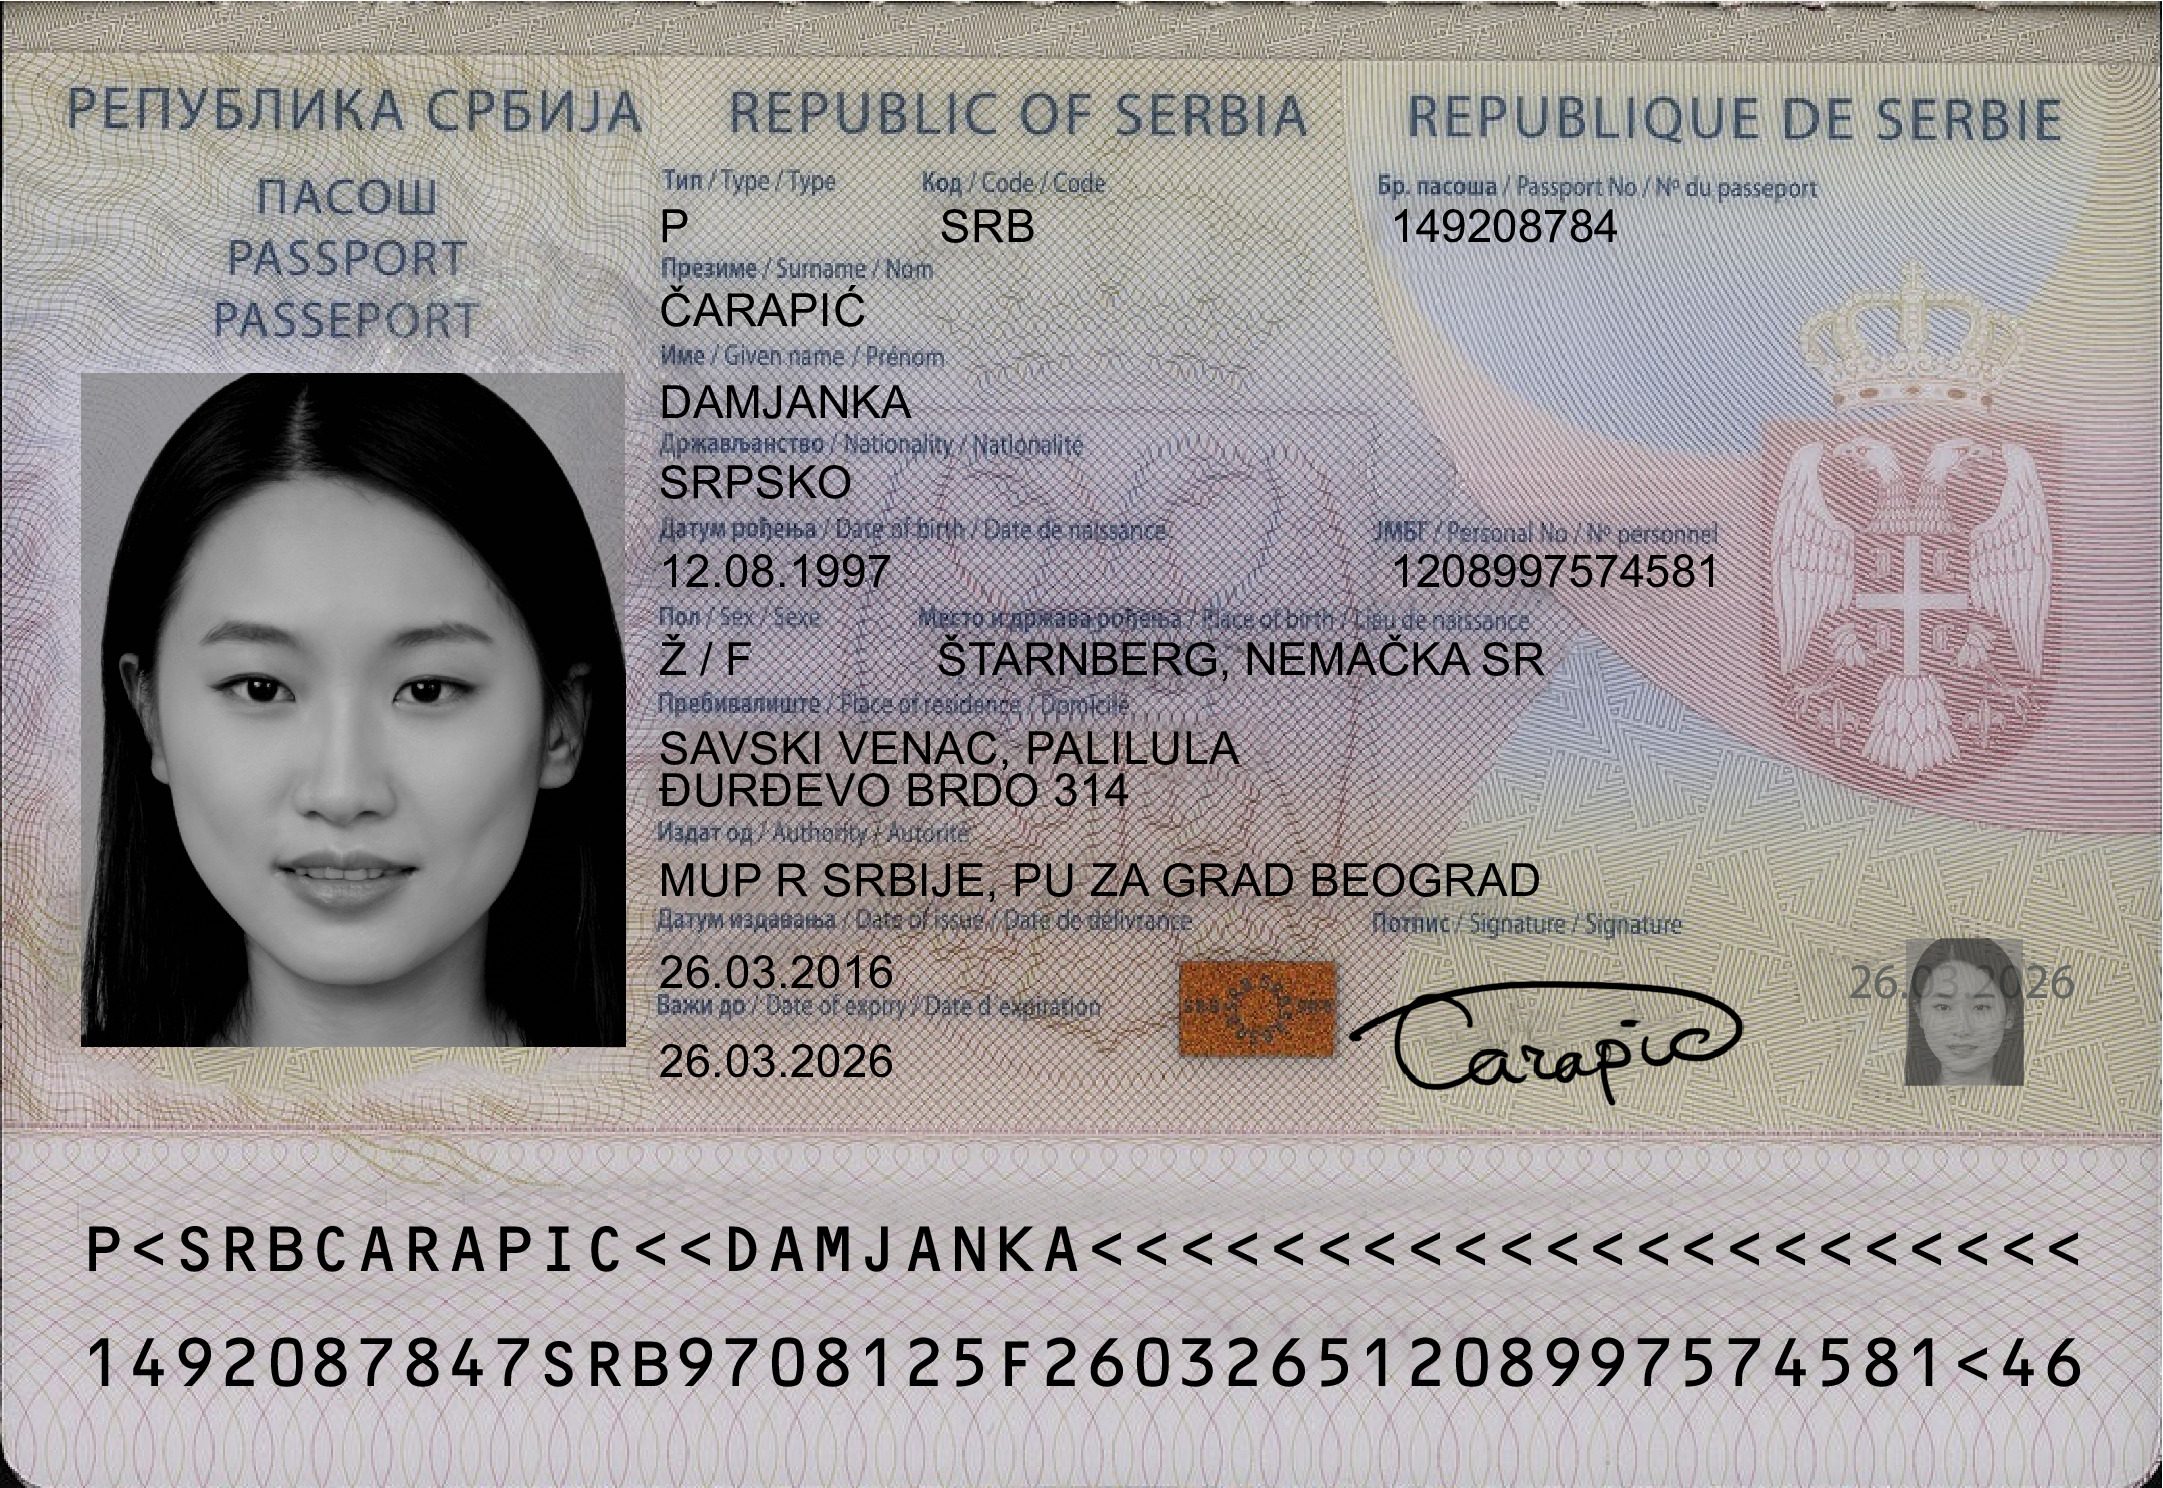 РЕПУБЛИКА СРБИЈА REPUBLIC OF SERBIA REPUBLIQUE DE SERBIE
ПАСОШ
PASSPORT
PASSEPORT
Тип / Type / Type Код / Code / Code Бр. пасоша / Passport No / Nº du passeport
P SRB 149208784
Презиме / Surname / Nom
ČARAPIĆ
Име / Given name / Prénom
DAMJANKA
Држављанство / Nationality / Nationalité
SRPSKO
Датум рођења / Date of birth / Date de naissance ЈМБГ / Personal No / Nº personnel
12.08.1997 1208997574581
Пол / Sex / Sexe Место и држава рођења / Place of birth / Lieu de naissance
Ž / F ŠTARNBERG, NEMAČKA SR
Пребивалиште / Place of residence / Domicile
SAVSKI VENAC, PALILULA
ĐURĐEVO BRDO 314
Издат од / Authority / Autorité
MUP R SRBIJE, PU ZA GRAD BEOGRAD
Датум издавања / Date of issue / Date de délivrance Потпис / Signature / Signature
26.03.2016
Важи до / Date of expiry / Date d expiration
26.03.2026
Carapic
26.03.2026
P<SRBCARAPIC<<DAMJANKA<<<<<<<<<<<<<<<<<<<<<<
1492087847SRB9708125F26032651208997574581<46